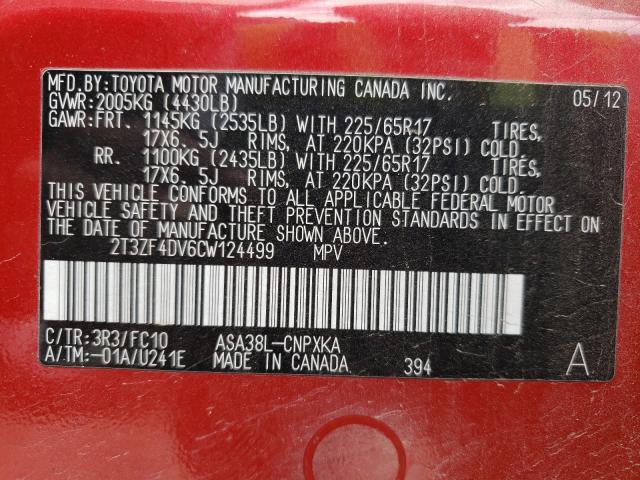 MFD. BY: TOYOTA MOTOR MANUFACTURING CANADA INC. 05/12
GVWR: 2005KG (4430LB)
GAWR: FRT. 1145KG (2535LB) WITH 225/65R17 TIRES,
17X6. 5J RIMS, AT 220KPA (32PSI) COLD.
RR. 1100KG (2435LB) WITH 225/65R17 TIRES,
17X6. 5J RIMS, AT 220KPA (32PSI) COLD.
THIS VEHICLE CONFORMS TO ALL APPLICABLE FEDERAL MOTOR
VEHICLE SAFETY AND THEFT PREVENTION STANDARDS IN EFFECT ON
THE DATE OF MANUFACTURE SHOWN ABOVE.
2T3ZF4DV6CW124499 MPV
C/TR: 3R3/FC10 ASA38L-CNPXKA
A/TM: -01A/U241E MADE IN CANADA 394 A